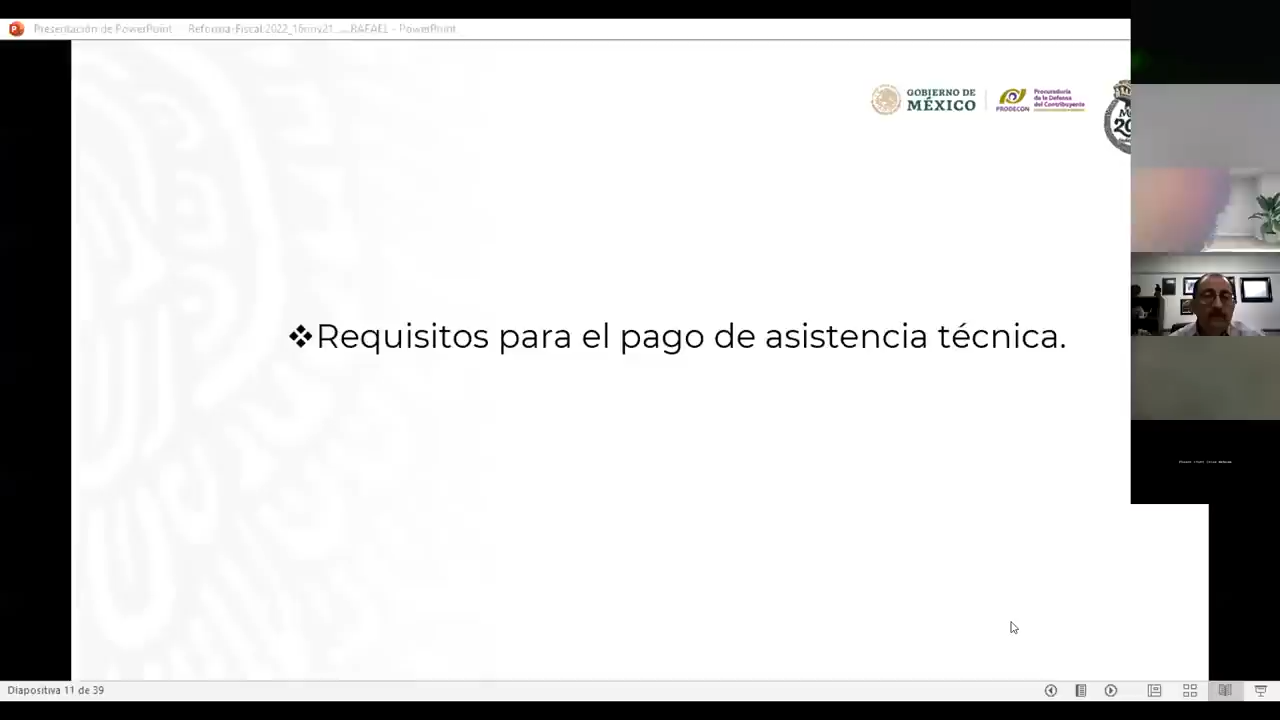 Presentación de PowerPoint
GOBIERNO DE
MÉXICO
PRODECON
Procuraduría
de la Defensa
del Contribuyente
❖Requisitos para el pago de asistencia técnica.
Diapositiva 11 de 39